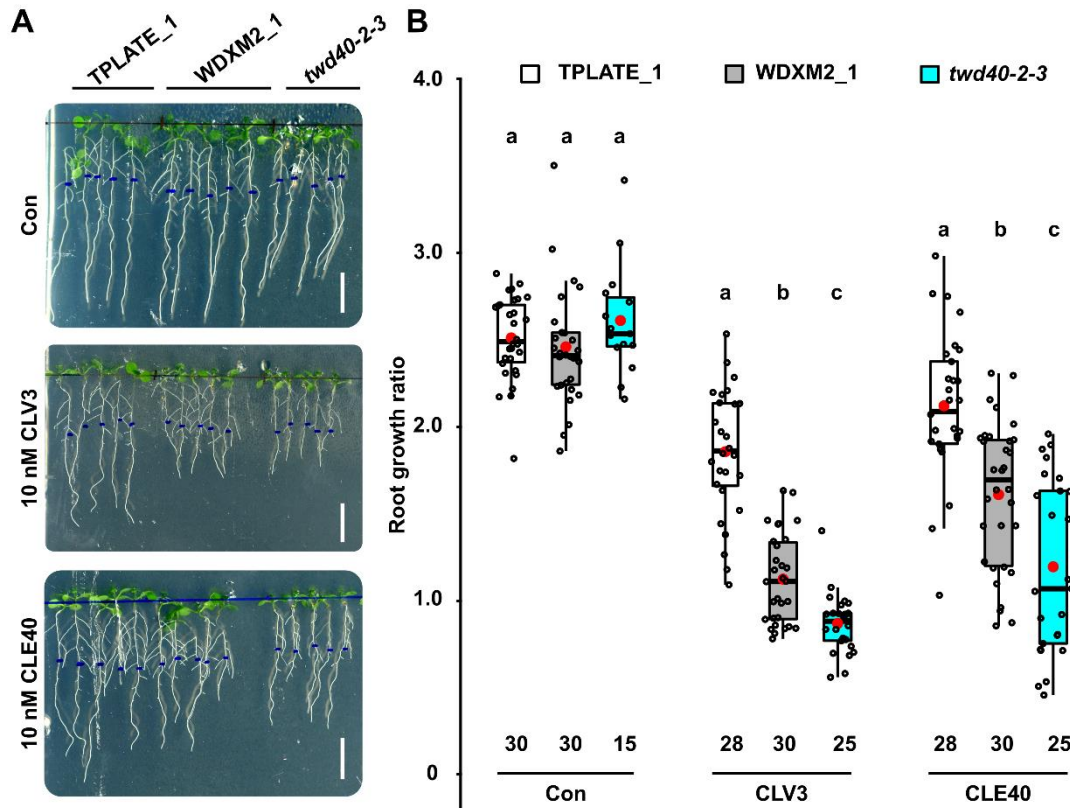 A
TPLATE_1
WDXM2_1
twd40-2-3
Con
10 nM CLV3
10 nM CLE40
B
TPLATE_1 WDXM2_1 twd40-2-3
Root growth ratio
4.0
3.0
2.0
1.0
0
a a a
a b c
a b c
30 30 15 28 30 25 28 30 25
Con CLV3 CLE40